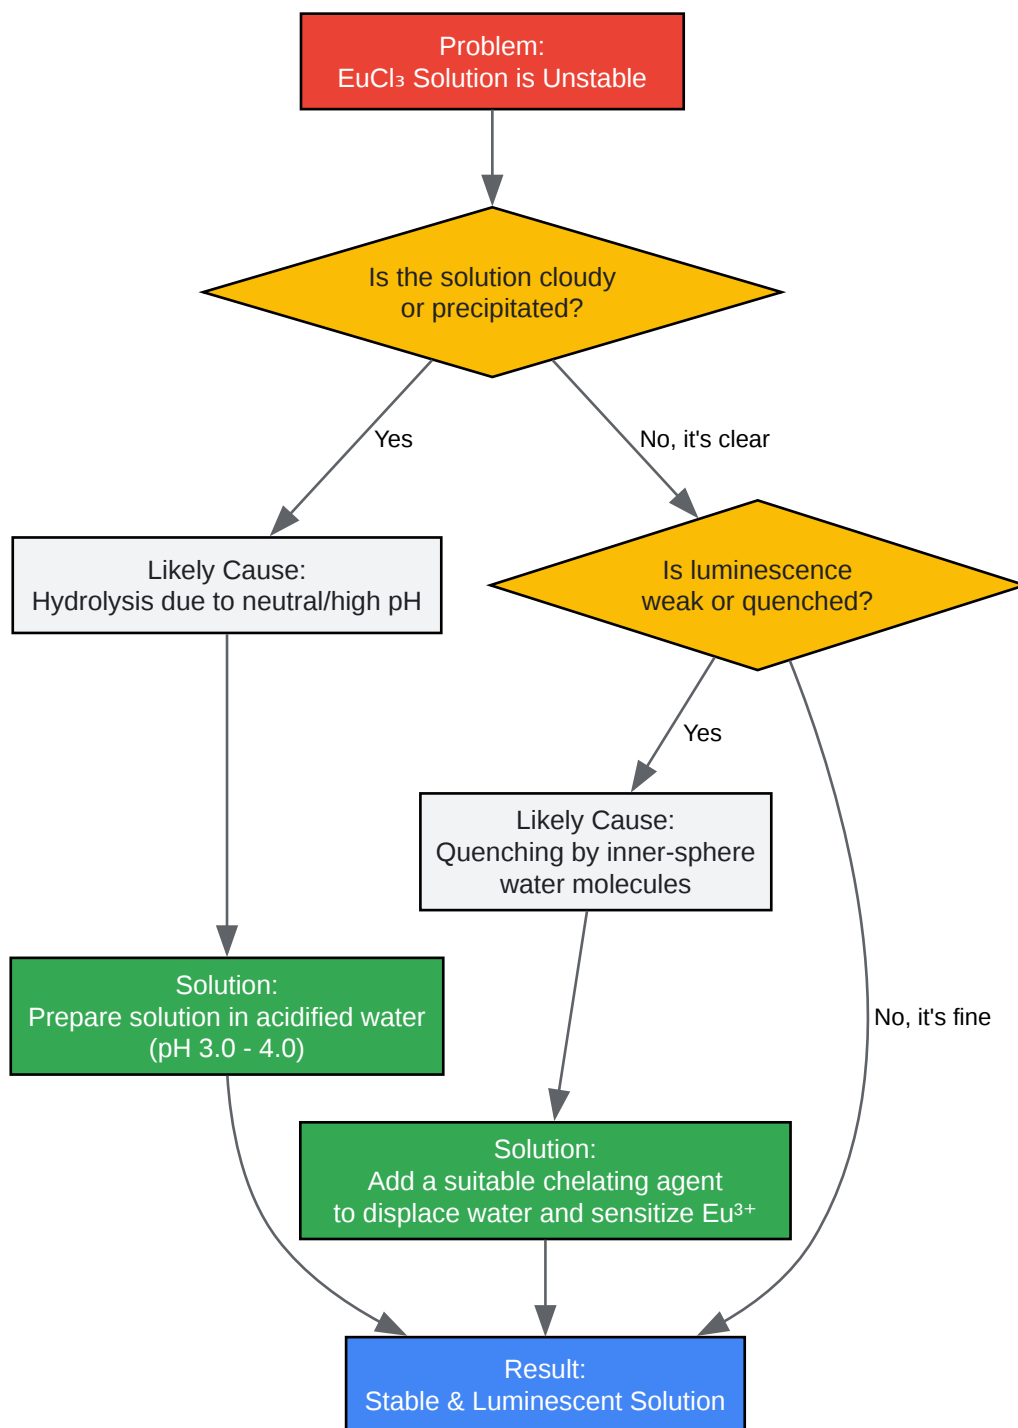 Problem:
EuCl₃ Solution is Unstable
Is the solution cloudy
or precipitated?
Yes
No, it's clear
Likely Cause:
Hydrolysis due to neutral/high pH
Is luminescence
weak or quenched?
Yes
Likely Cause:
Quenching by inner-sphere
water molecules
Solution:
Prepare solution in acidified water
(pH 3.0 - 4.0)
No, it's fine
Solution:
Add a suitable chelating agent
to displace water and sensitize Eu³⁺
Result:
Stable & Luminescent Solution